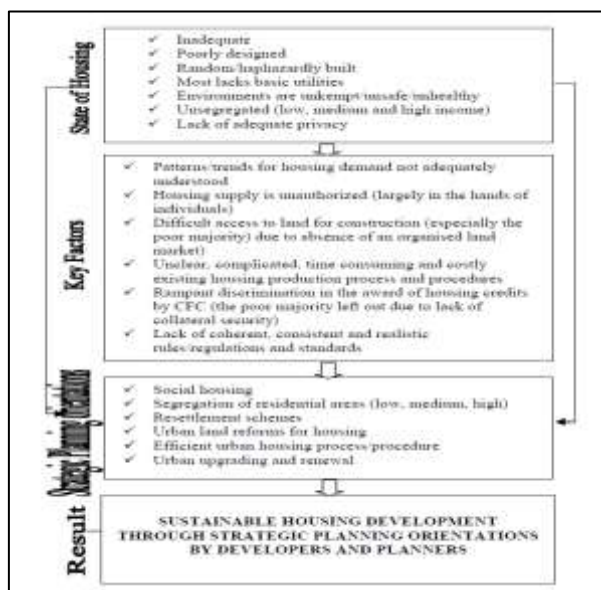 State of Housing
✓ Inadequate
✓ Poorly designed
✓ Random/haphazardly built
✓ Most lacks basic utilities
✓ Environments are unkempt/unsafe/unhealthy
✓ Unsegregated (low, medium and high income)
✓ Lack of adequate privacy
Key Factors
✓ Patterns/trends for housing demand not adequately
understood
✓ Housing supply is unauthorized (largely in the hands of
individuals)
✓ Difficult access to land for construction (especially the
poor majority) due to absence of an organised land
market)
✓ Unclear, complicated, time consuming and costly
existing housing production process and procedures
✓ Rampant discrimination in the award of housing credits
by CFC (the poor majority left out due to lack of
collateral security)
✓ Lack of coherent, consistent and realistic
rules/regulations and standards
Strategic Planning Orientations
✓ Social housing
✓ Segregation of residential areas (low, medium, high)
✓ Resettlement schemes
✓ Urban land reforms for housing
✓ Efficient urban housing process/procedure
✓ Urban upgrading and renewal
Result
SUSTAINABLE HOUSING DEVELOPMENT
THROUGH STRATEGIC PLANNING ORIENTATIONS
BY DEVELOPERS AND PLANNERS